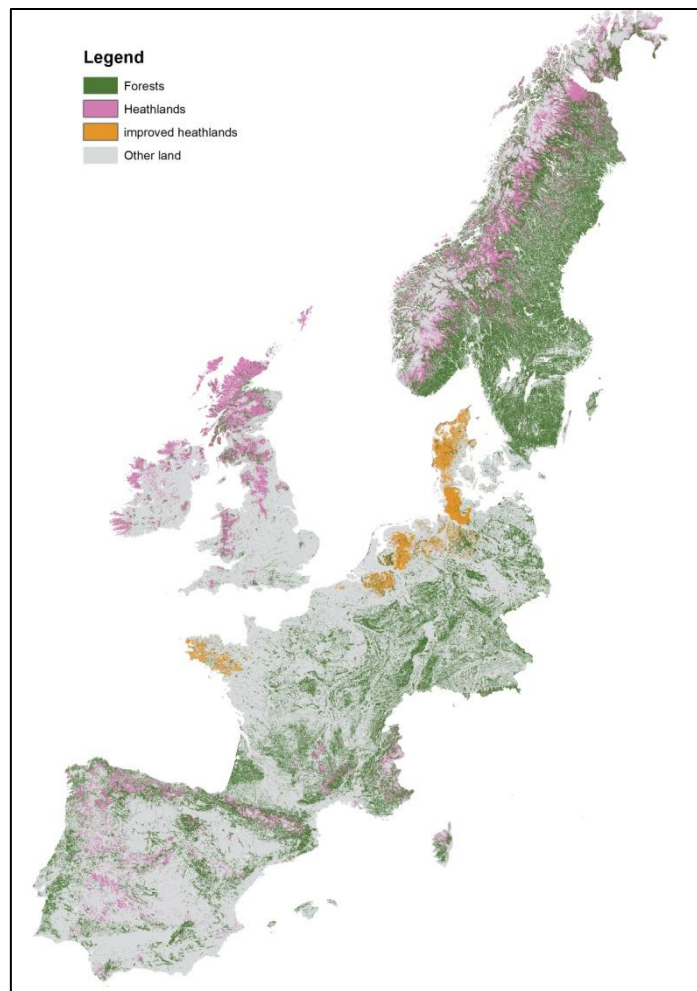 Legend
Forests
Heathlands
improved heathlands
Other land